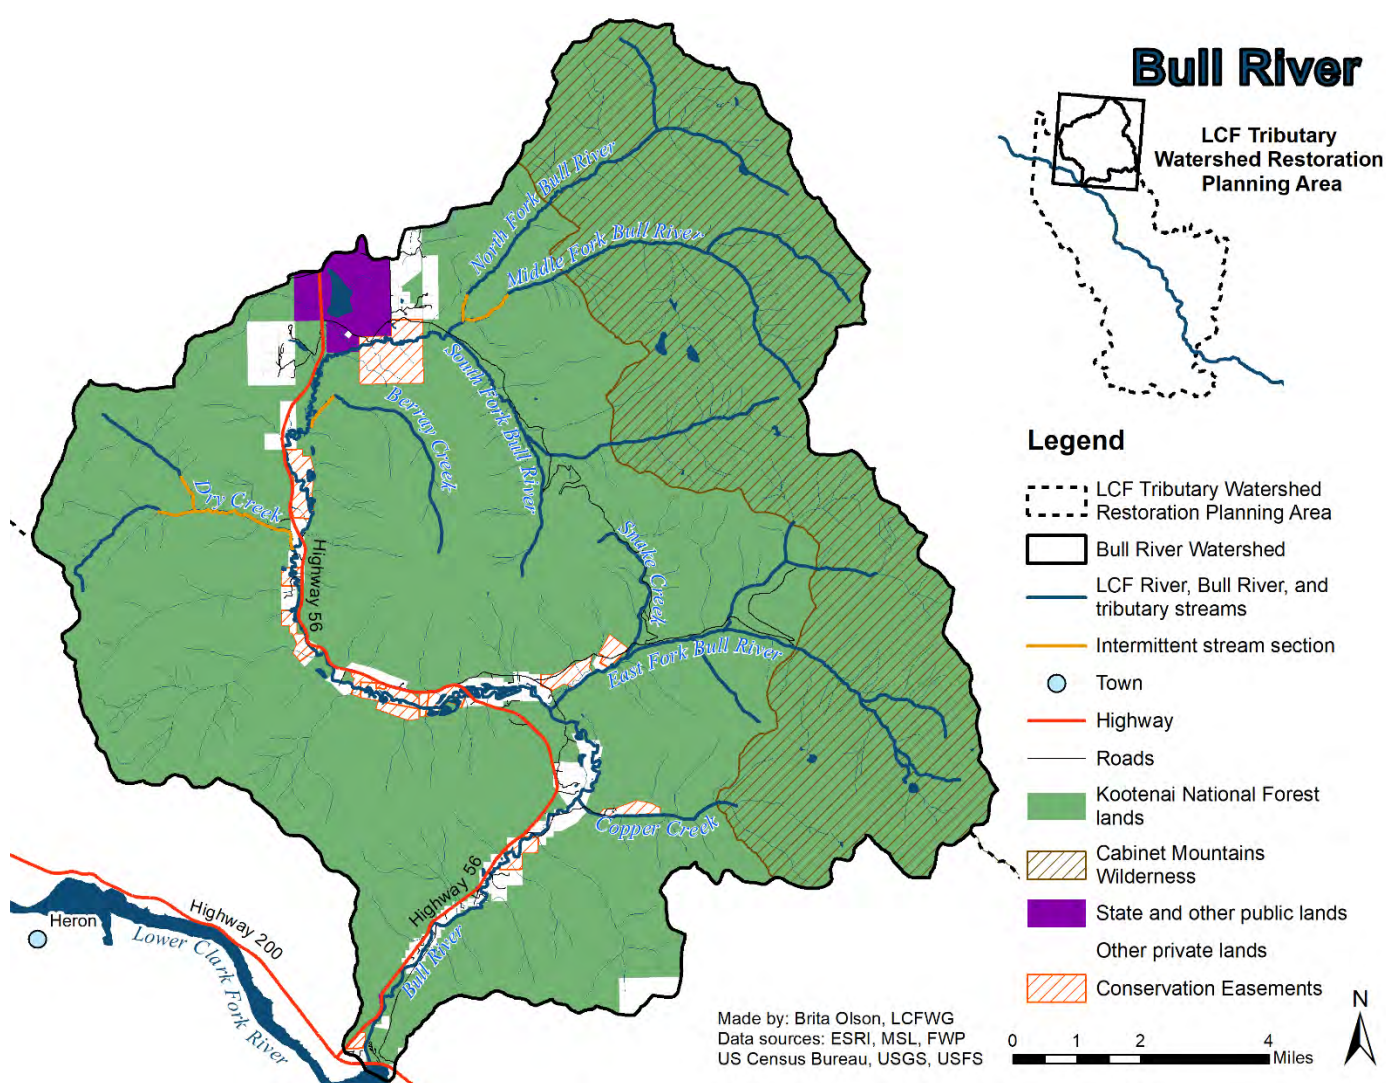 Bull River
LCF Tributary
Watershed Restoration
Planning Area
North Fork Bull River
Middle Fork Bull River
South Fork Bull River
Berray Creek
Dry Creek
Highway 56
Snake Creek
East Fork Bull River
Copper Creek
Highway 56
Bull River
Highway 200
Heron
Lower Clark Fork River
Legend
LCF Tributary Watershed
Restoration Planning Area
Bull River Watershed
LCF River, Bull River, and
tributary streams
Intermittent stream section
Town
Highway
Roads
Kootenai National Forest
lands
Cabinet Mountains
Wilderness
State and other public lands
Other private lands
Conservation Easements
Made by: Brita Olson, LCFWG
Data sources: ESRI, MSL, FWP
US Census Bureau, USGS, USFS
0 1 2 4
Miles
N